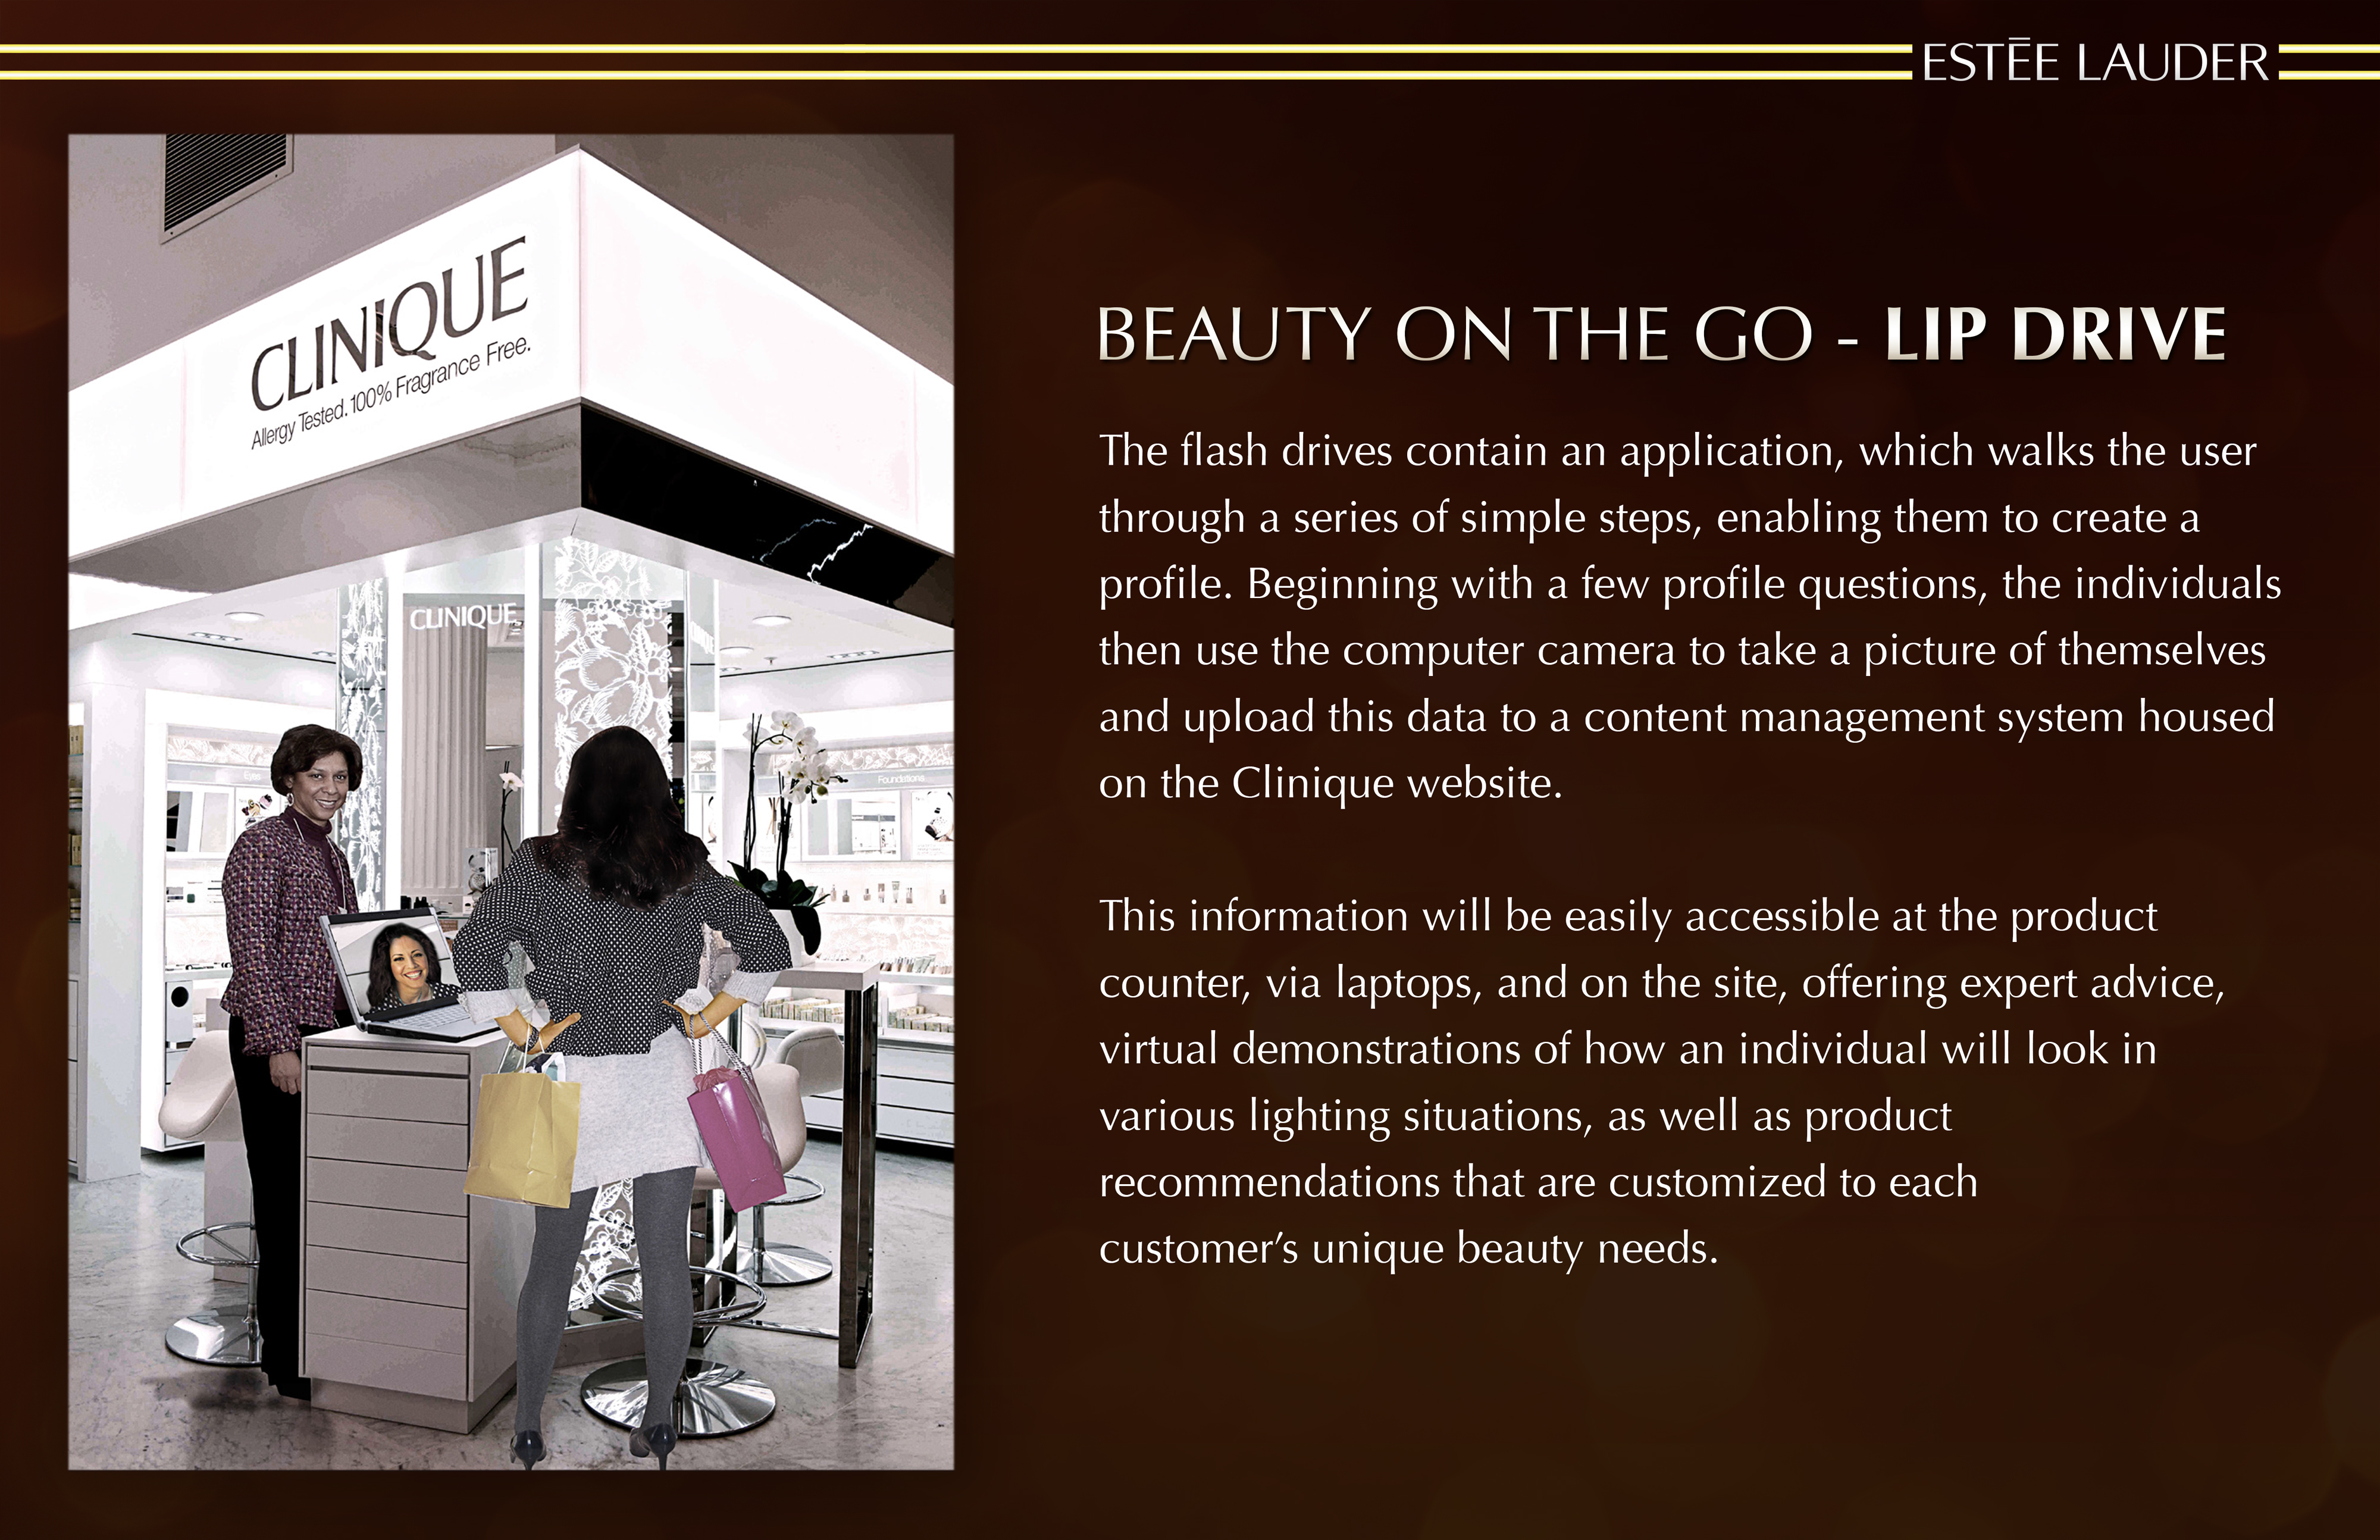 ESTĒE LAUDER
CLINIQUE
Allergy Tested. 100% Fragrance Free.
CLINIQUE
Eyes
Foundations
BEAUTY ON THE GO - LIP DRIVE
The flash drives contain an application, which walks the user
through a series of simple steps, enabling them to create a
profile. Beginning with a few profile questions, the individuals
then use the computer camera to take a picture of themselves
and upload this data to a content management system housed
on the Clinique website.
This information will be easily accessible at the product
counter, via laptops, and on the site, offering expert advice,
virtual demonstrations of how an individual will look in
various lighting situations, as well as product
recommendations that are customized to each
customer’s unique beauty needs.